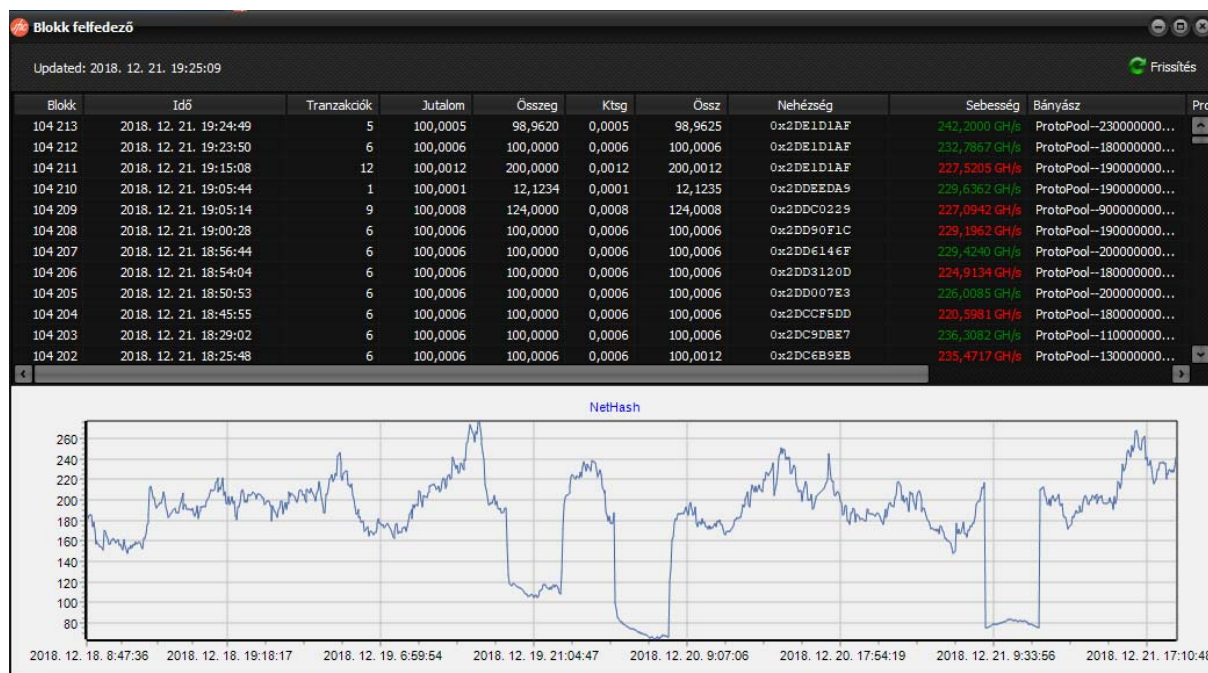 Blokk felfedező
Updated: 2018. 12. 21. 19:25:09 Frissítés
Blokk Idő Tranzakciók Jutalom Összeg Ktsg Össz Nehézség Sebesség Bányász Pro
104 213 2018. 12. 21. 19:24:49 5 100,0005 98,9620 0,0005 98,9625 0x2DE1D1AF 242,2000 GH/s ProtoPool--230000000...
104 212 2018. 12. 21. 19:23:50 6 100,0006 100,0000 0,0006 100,0006 0x2DE1D1AF 232,7867 GH/s ProtoPool--180000000...
104 211 2018. 12. 21. 19:15:08 12 100,0012 200,0000 0,0012 200,0012 0x2DE1D1AF 227,5205 GH/s ProtoPool--190000000...
104 210 2018. 12. 21. 19:05:44 1 100,0001 12,1234 0,0001 12,1235 0x2DDEEDA9 229,6362 GH/s ProtoPool--190000000...
104 209 2018. 12. 21. 19:05:14 9 100,0008 124,0000 0,0008 124,0008 0x2DDC0229 227,0942 GH/s ProtoPool--900000000...
104 208 2018. 12. 21. 19:00:28 6 100,0006 100,0000 0,0006 100,0006 0x2DD90F1C 229,1962 GH/s ProtoPool--190000000...
104 207 2018. 12. 21. 18:56:44 6 100,0006 100,0000 0,0006 100,0006 0x2DD6146F 229,4240 GH/s ProtoPool--200000000...
104 206 2018. 12. 21. 18:54:04 6 100,0006 100,0000 0,0006 100,0006 0x2DD3120D 224,9134 GH/s ProtoPool--180000000...
104 205 2018. 12. 21. 18:50:53 6 100,0006 100,0000 0,0006 100,0006 0x2DD007E3 226,0085 GH/s ProtoPool--200000000...
104 204 2018. 12. 21. 18:45:55 6 100,0006 100,0000 0,0006 100,0006 0x2DCCF5DD 220,5981 GH/s ProtoPool--180000000...
104 203 2018. 12. 21. 18:29:02 6 100,0006 100,0000 0,0006 100,0006 0x2DC9DBE7 236,3082 GH/s ProtoPool--110000000...
104 202 2018. 12. 21. 18:25:48 6 100,0006 100,0006 0,0006 100,0012 0x2DC6B9EB 235,4717 GH/s ProtoPool--130000000...
NetHash
260
240
220
200
180
160
140
120
100
80
2018. 12. 18. 8:47:36 2018. 12. 18. 19:18:17 2018. 12. 19. 6:59:54 2018. 12. 19. 21:04:47 2018. 12. 20. 9:07:06 2018. 12. 20. 17:54:19 2018. 12. 21. 9:33:56 2018. 12. 21. 17:10:48